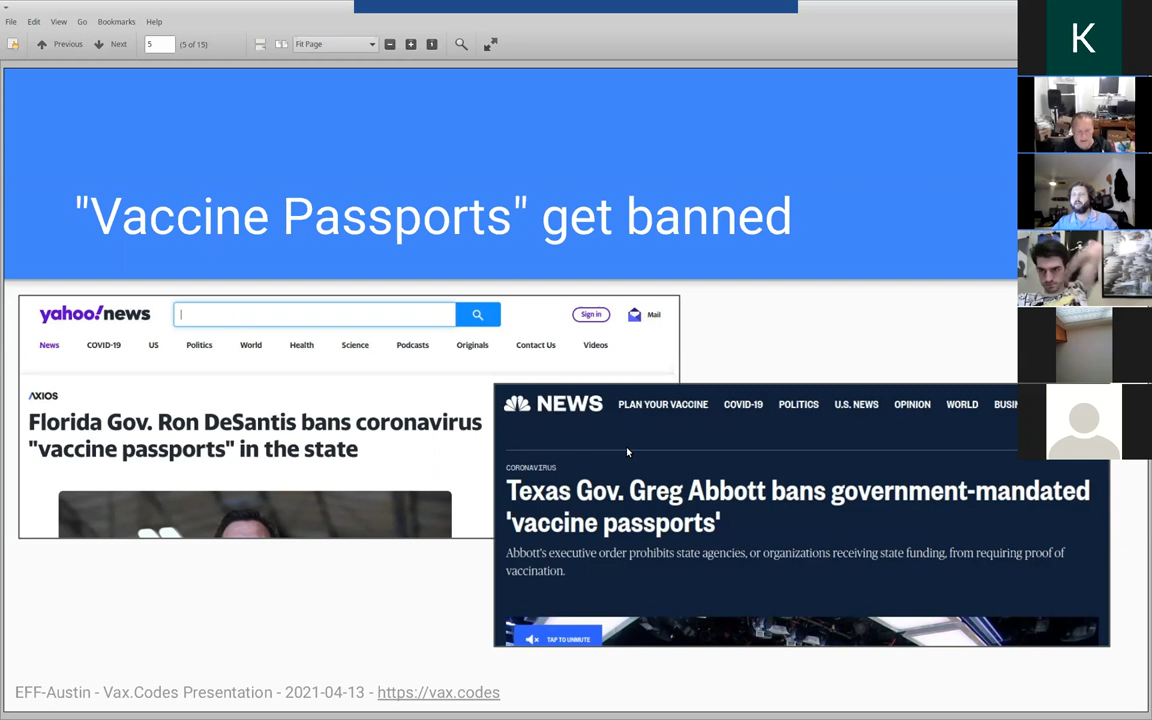 File Edit View Go Bookmarks Help
Previous Next 5 (5 of 15) Fit Page
K
"Vaccine Passports" get banned
yahoo!news Sign in Mail
News COVID-19 US Politics World Health Science Podcasts Originals Contact Us Videos
AXIOS
Florida Gov. Ron DeSantis bans coronavirus
"vaccine passports" in the state
NEWS PLAN YOUR VACCINE COVID-19 POLITICS U.S. NEWS OPINION WORLD BUSIN
CORONAVIRUS
Texas Gov. Greg Abbott bans government-mandated
'vaccine passports'
Abbott's executive order prohibits state agencies, or organizations receiving state funding, from requiring proof of
vaccination.
TAP TO UNMUTE
EFF-Austin - Vax.Codes Presentation - 2021-04-13 - https://vax.codes